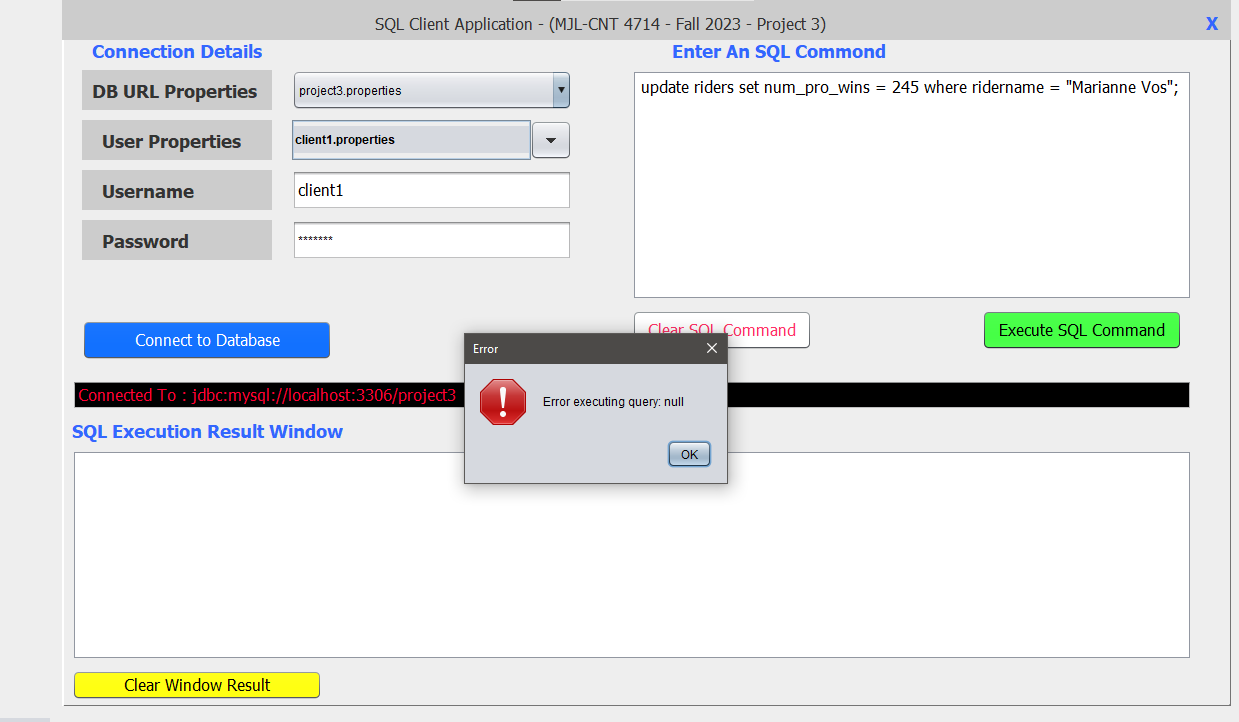 SQL Client Application - (MJL-CNT 4714 - Fall 2023 - Project 3)
X
Connection Details
Enter An SQL Commond
DB URL Properties
project3.properties
update riders set num_pro_wins = 245 where ridername = "Marianne Vos";
User Properties
client1.properties
Username
client1
Password
*******
Connect to Database
Clear SQL Command
Execute SQL Command
Error
Connected To : jdbc:mysql://localhost:3306/project3
Error executing query: null
OK
SQL Execution Result Window
Clear Window Result